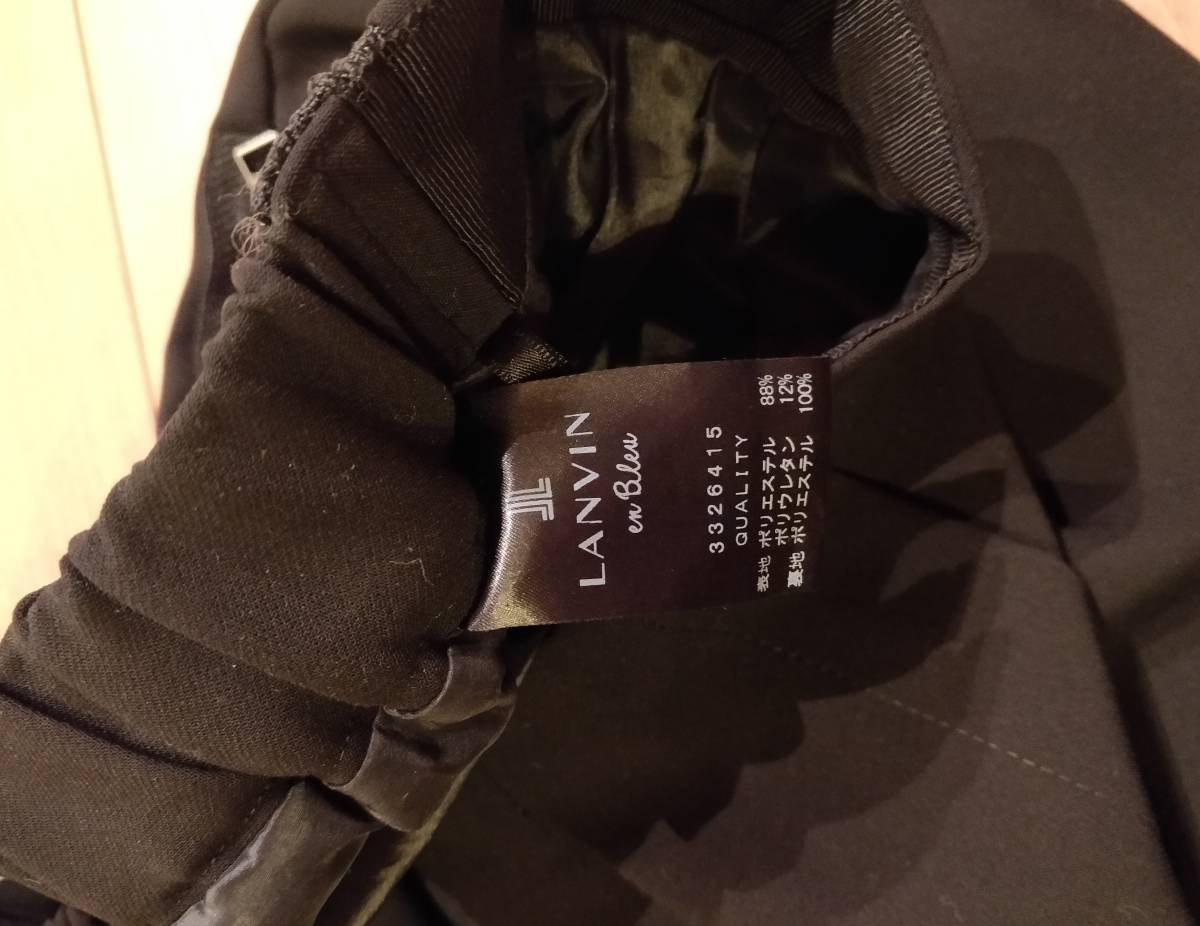 LANVIN
en Bleu
3326415
QUALITY
表地 ポリエステル 88%
ポリウレタン 12%
裏地 ポリエステル 100%